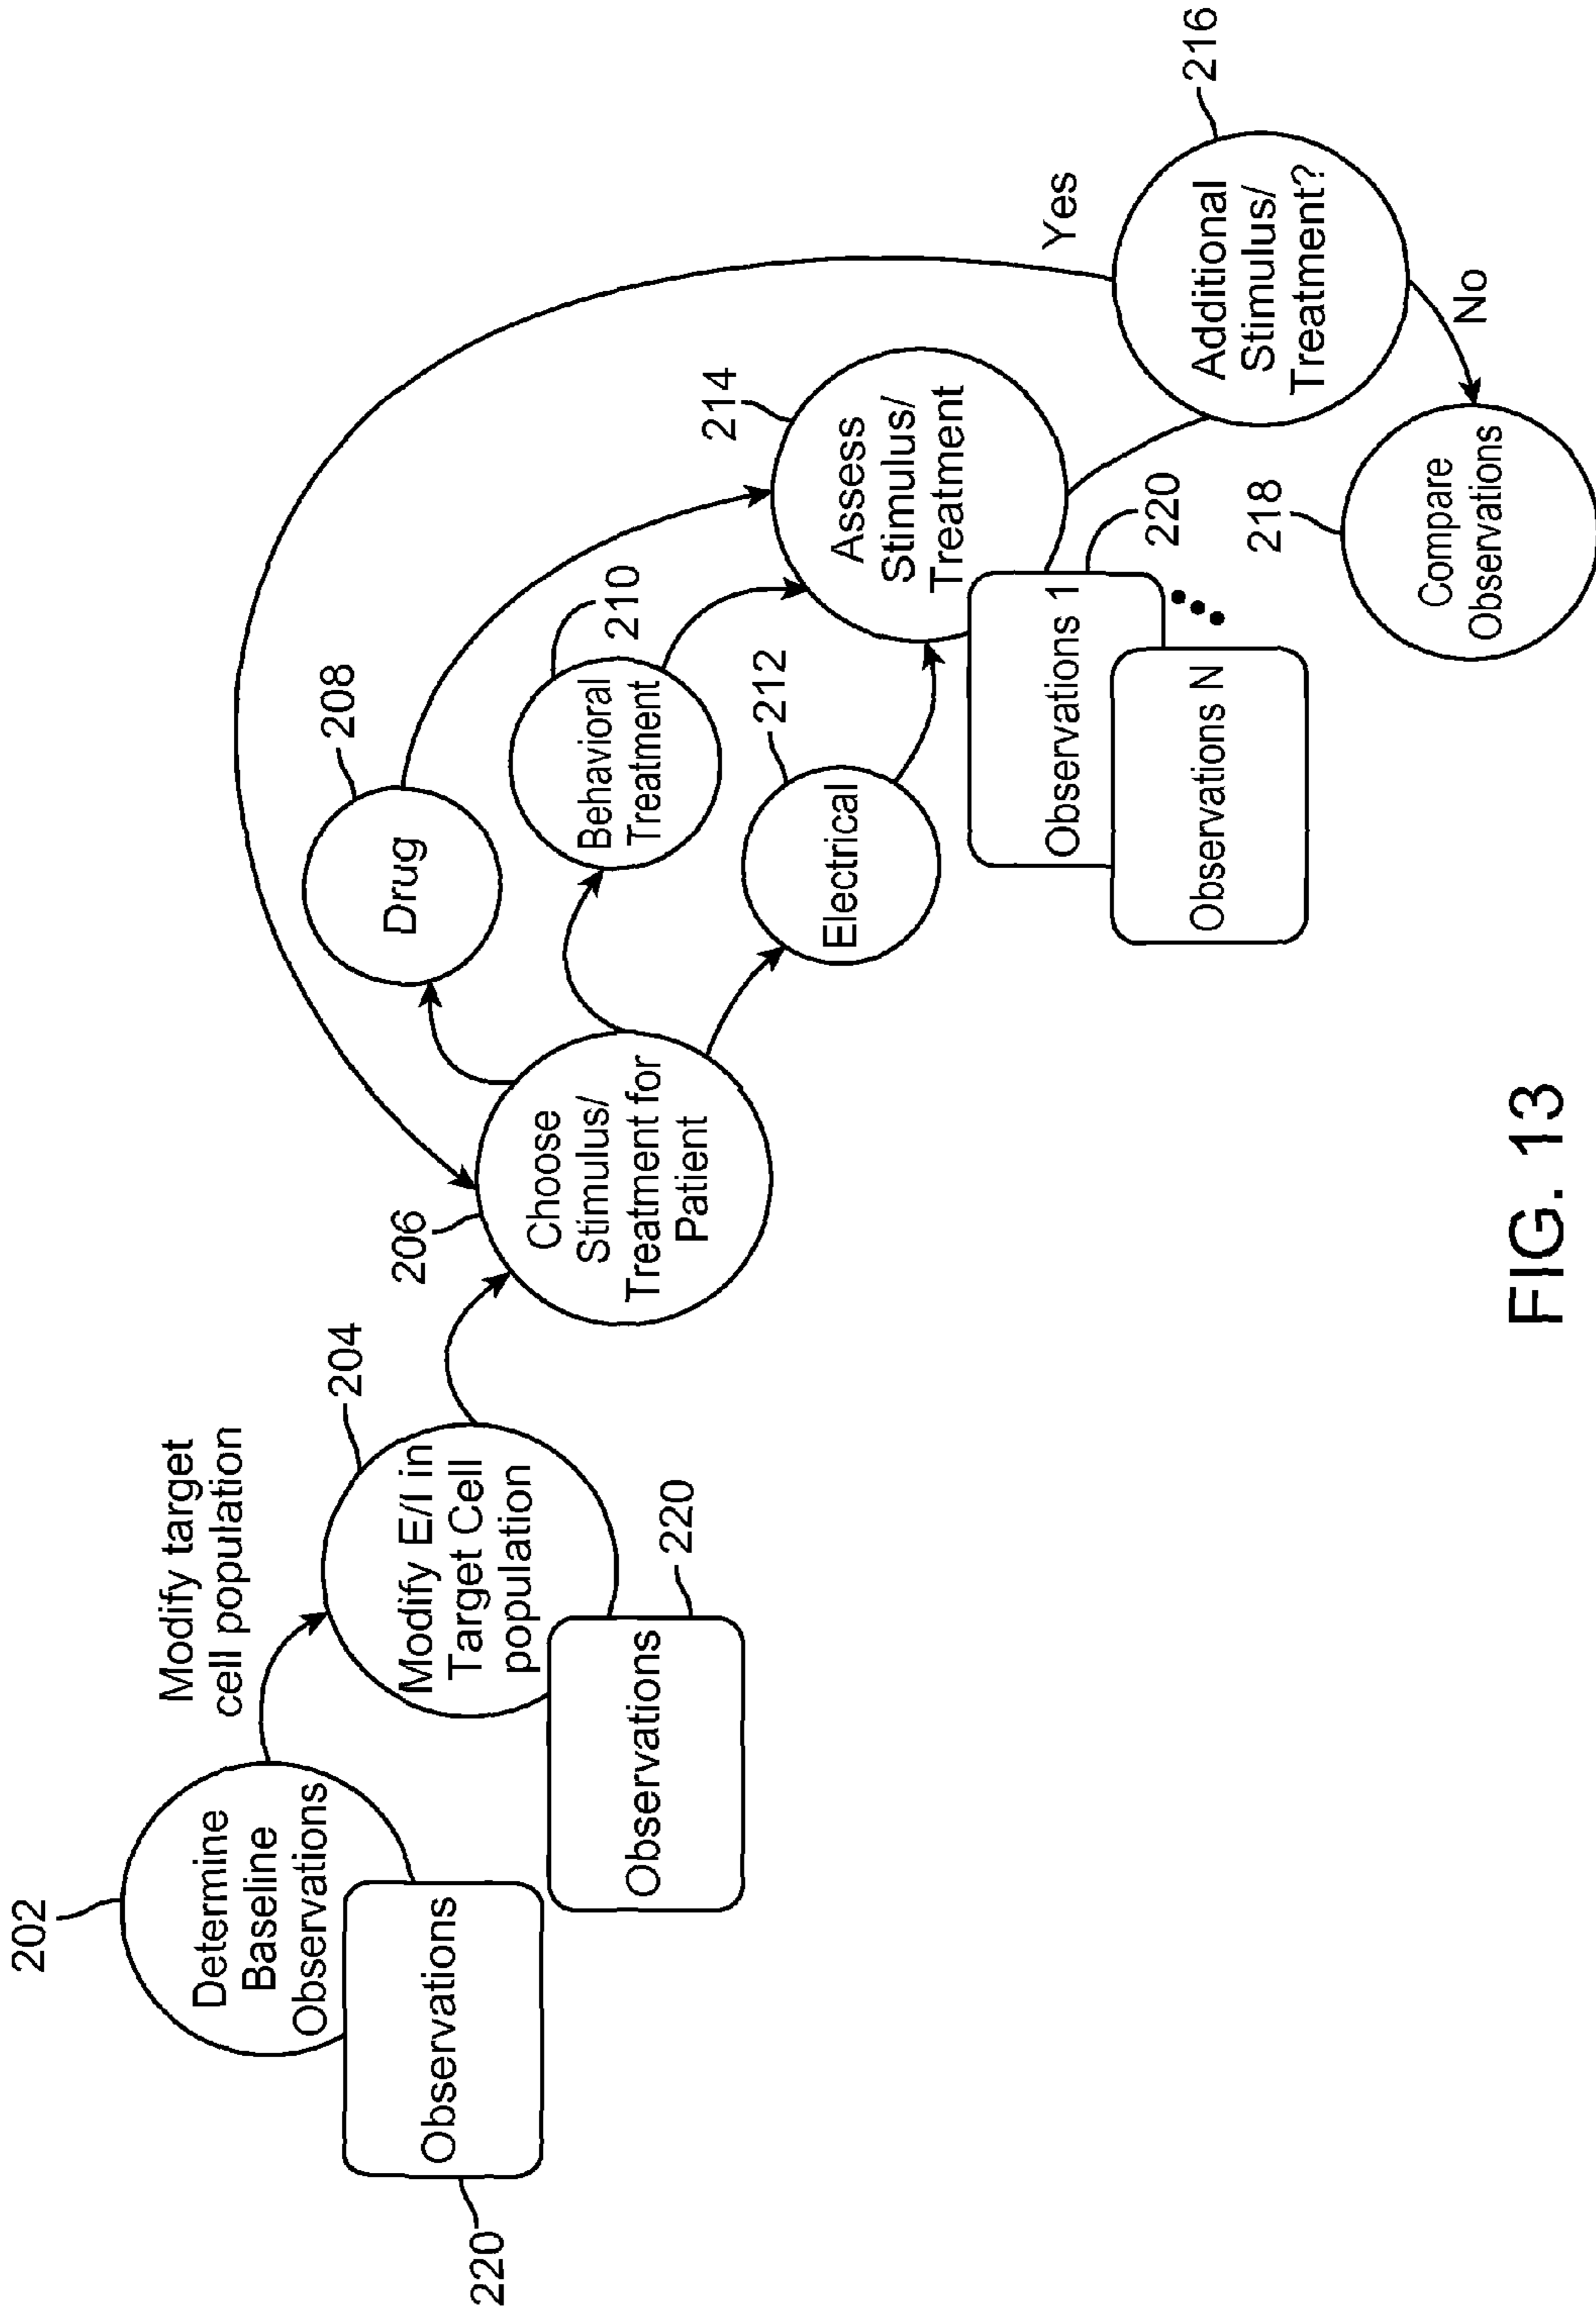 202
Determine
Baseline
Observations
Observations
220
Modify target
cell population
204
Modify E/I in
Target Cell
population
Observations
220
206
Choose
Stimulus/
Treatment for
Patient
208
Drug
210
Behavioral
Treatment
212
Electrical
214
Assess
Stimulus/
Treatment
Observations 1
220
Observations N
216
Additional
Stimulus/
Treatment?
Yes
No
218
Compare
Observations
FIG. 13